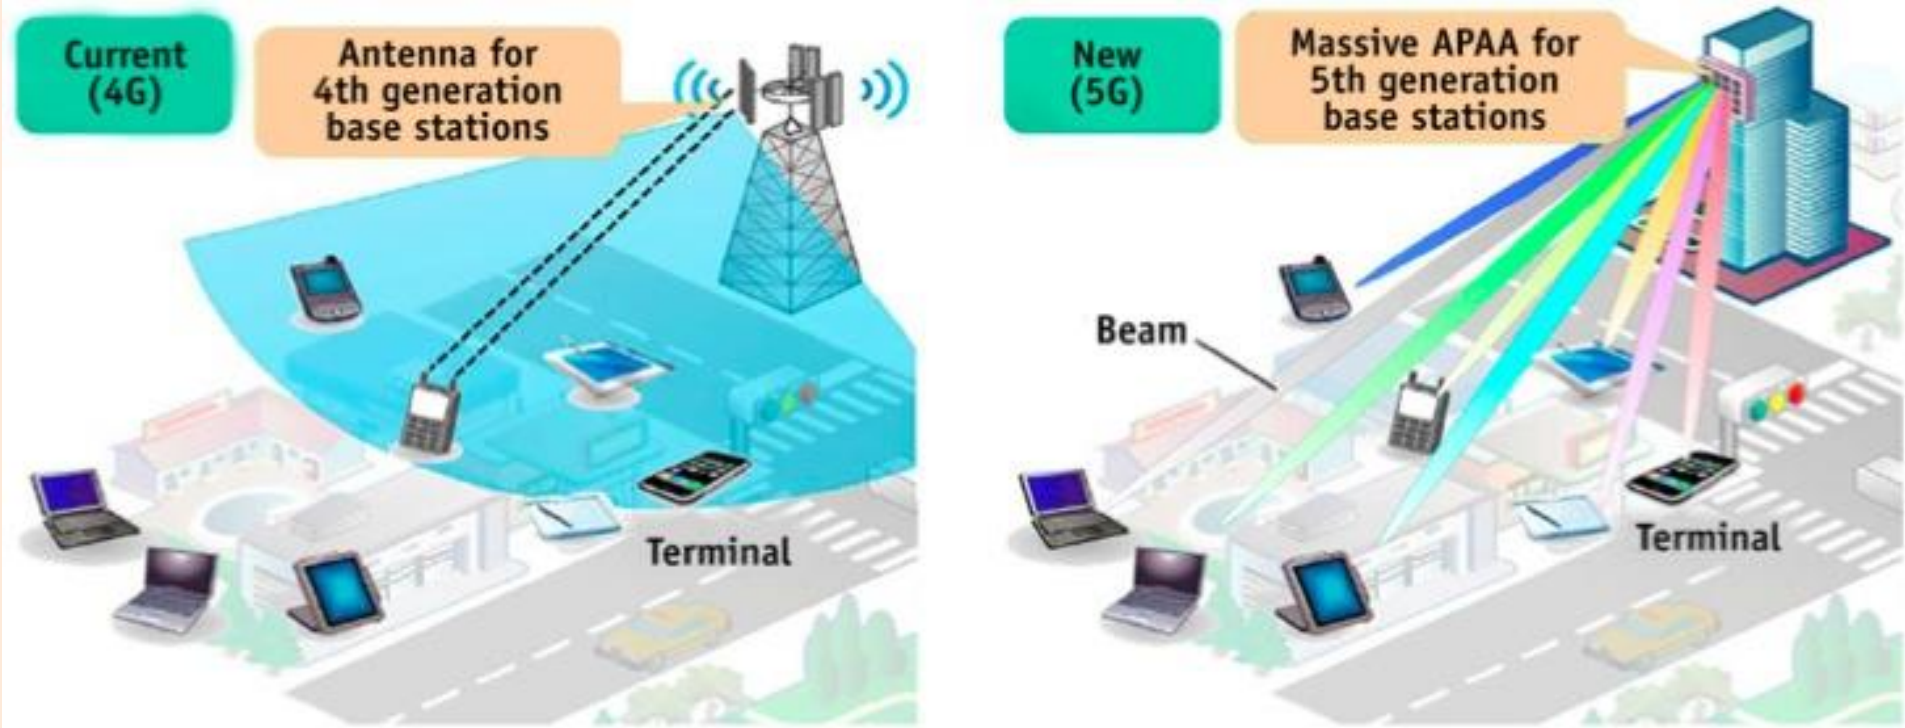 Current
(4G)
Antenna for
4th generation
base stations
Terminal
New
(5G)
Massive APAA for
5th generation
base stations
Beam
Terminal